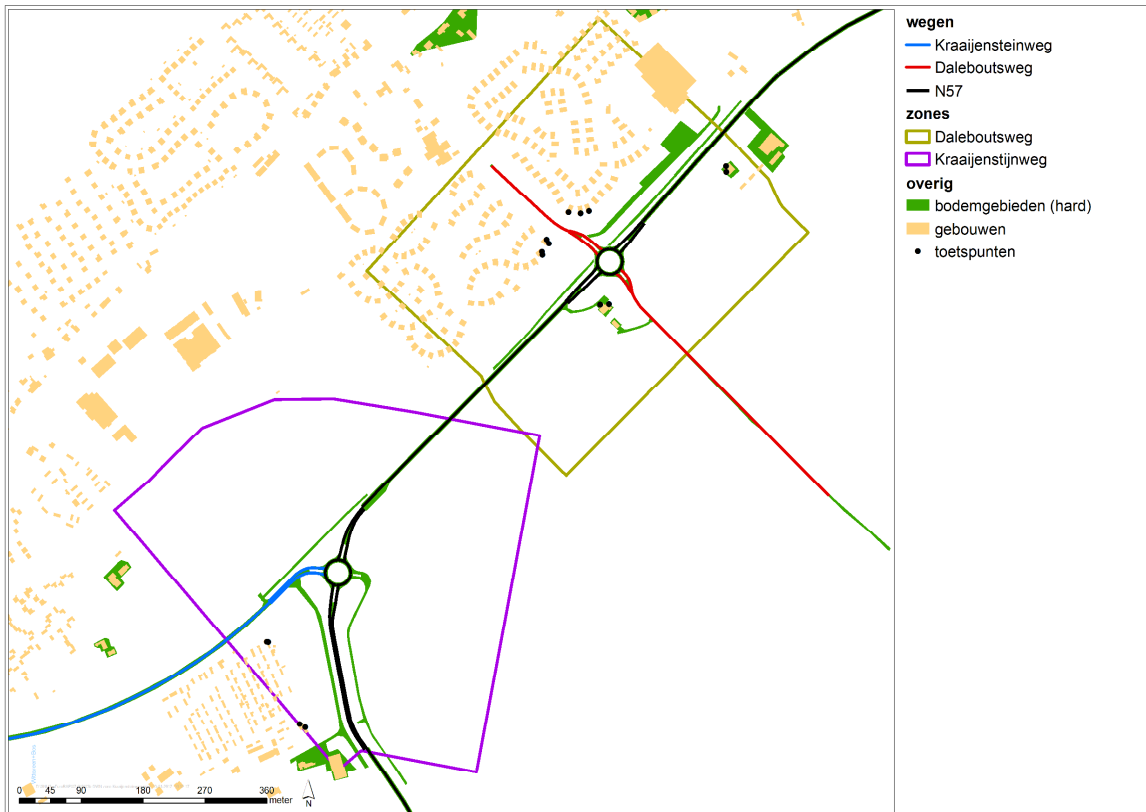 wegen
Kraaijensteinweg
Daleboutsweg
N57
zones
Daleboutsweg
Kraaijenstijnweg
overig
bodemgebieden (hard)
gebouwen
toetspunten
0 45 90 180 270 360
meter
N